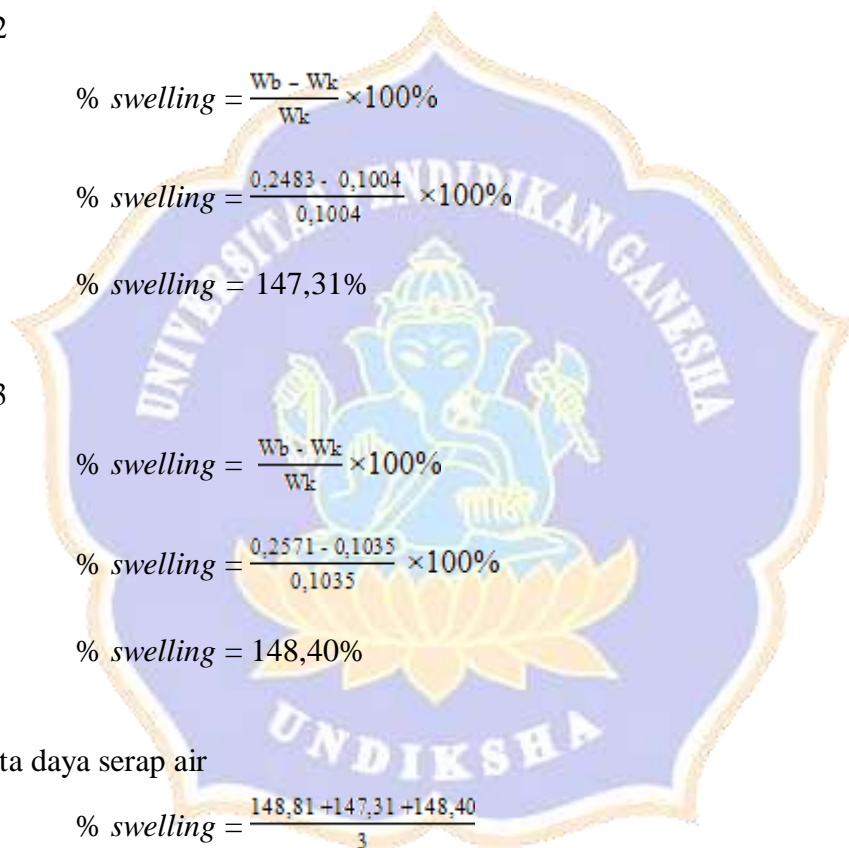 2
% swelling = Wb - Wk / Wk ×100%
% swelling = 0,2483 - 0,1004 / 0,1004 ×100%
% swelling = 147,31%
3
% swelling = Wb - Wk / Wk ×100%
% swelling = 0,2571 - 0,1035 / 0,1035 ×100%
% swelling = 148,40%
ta daya serap air
% swelling = 148,81 +147,31 +148,40 / 3
UNIVERSITAS PENDIDIKAN GANESHA
UNDIKSHA